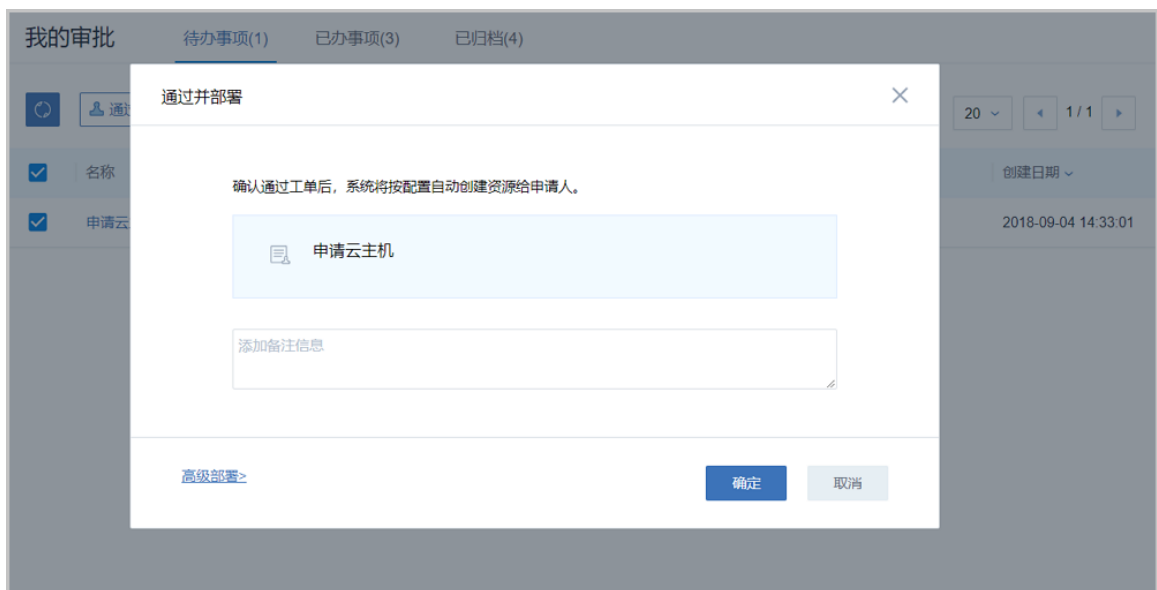 我的审批 待办事项(1) 已办事项(3) 已归档(4)
通过并部署
通过 20 1/1
名称 创建日期
确认通过工单后，系统将按配置自动创建资源给申请人。
申请云 2018-09-04 14:33:01
申请云主机
添加备注信息
高级部署> 确定 取消